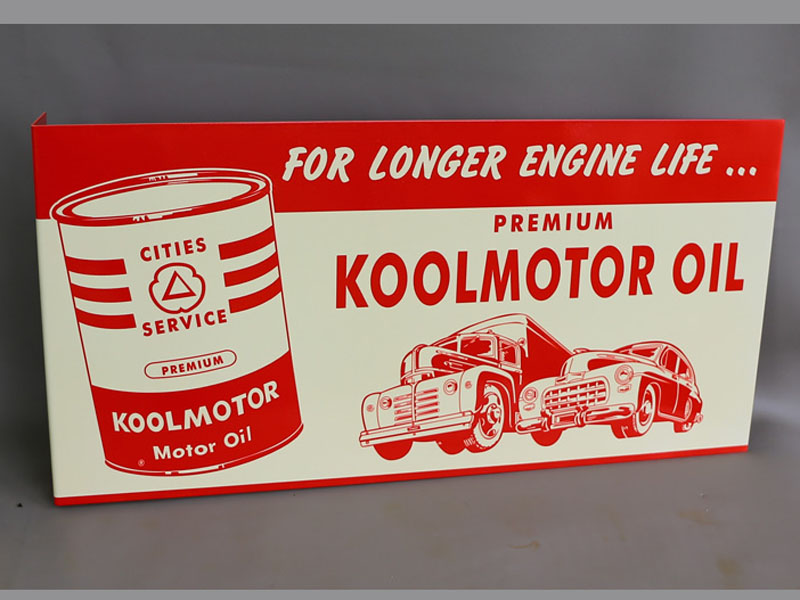 FOR LONGER ENGINE LIFE ...
PREMIUM
KOOLMOTOR OIL
CITIES
SERVICE
PREMIUM
KOOLMOTOR
Motor Oil